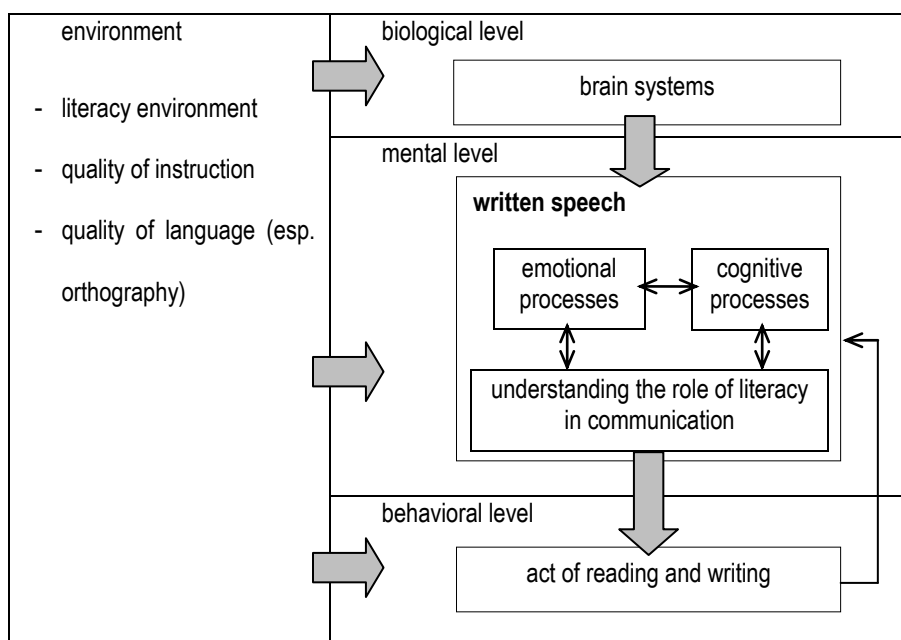 environment
- literacy environment
- quality of instruction
- quality of language (esp.
orthography)
biological level
brain systems
mental level
written speech
emotional
processes
cognitive
processes
understanding the role of literacy
in communication
behavioral level
act of reading and writing